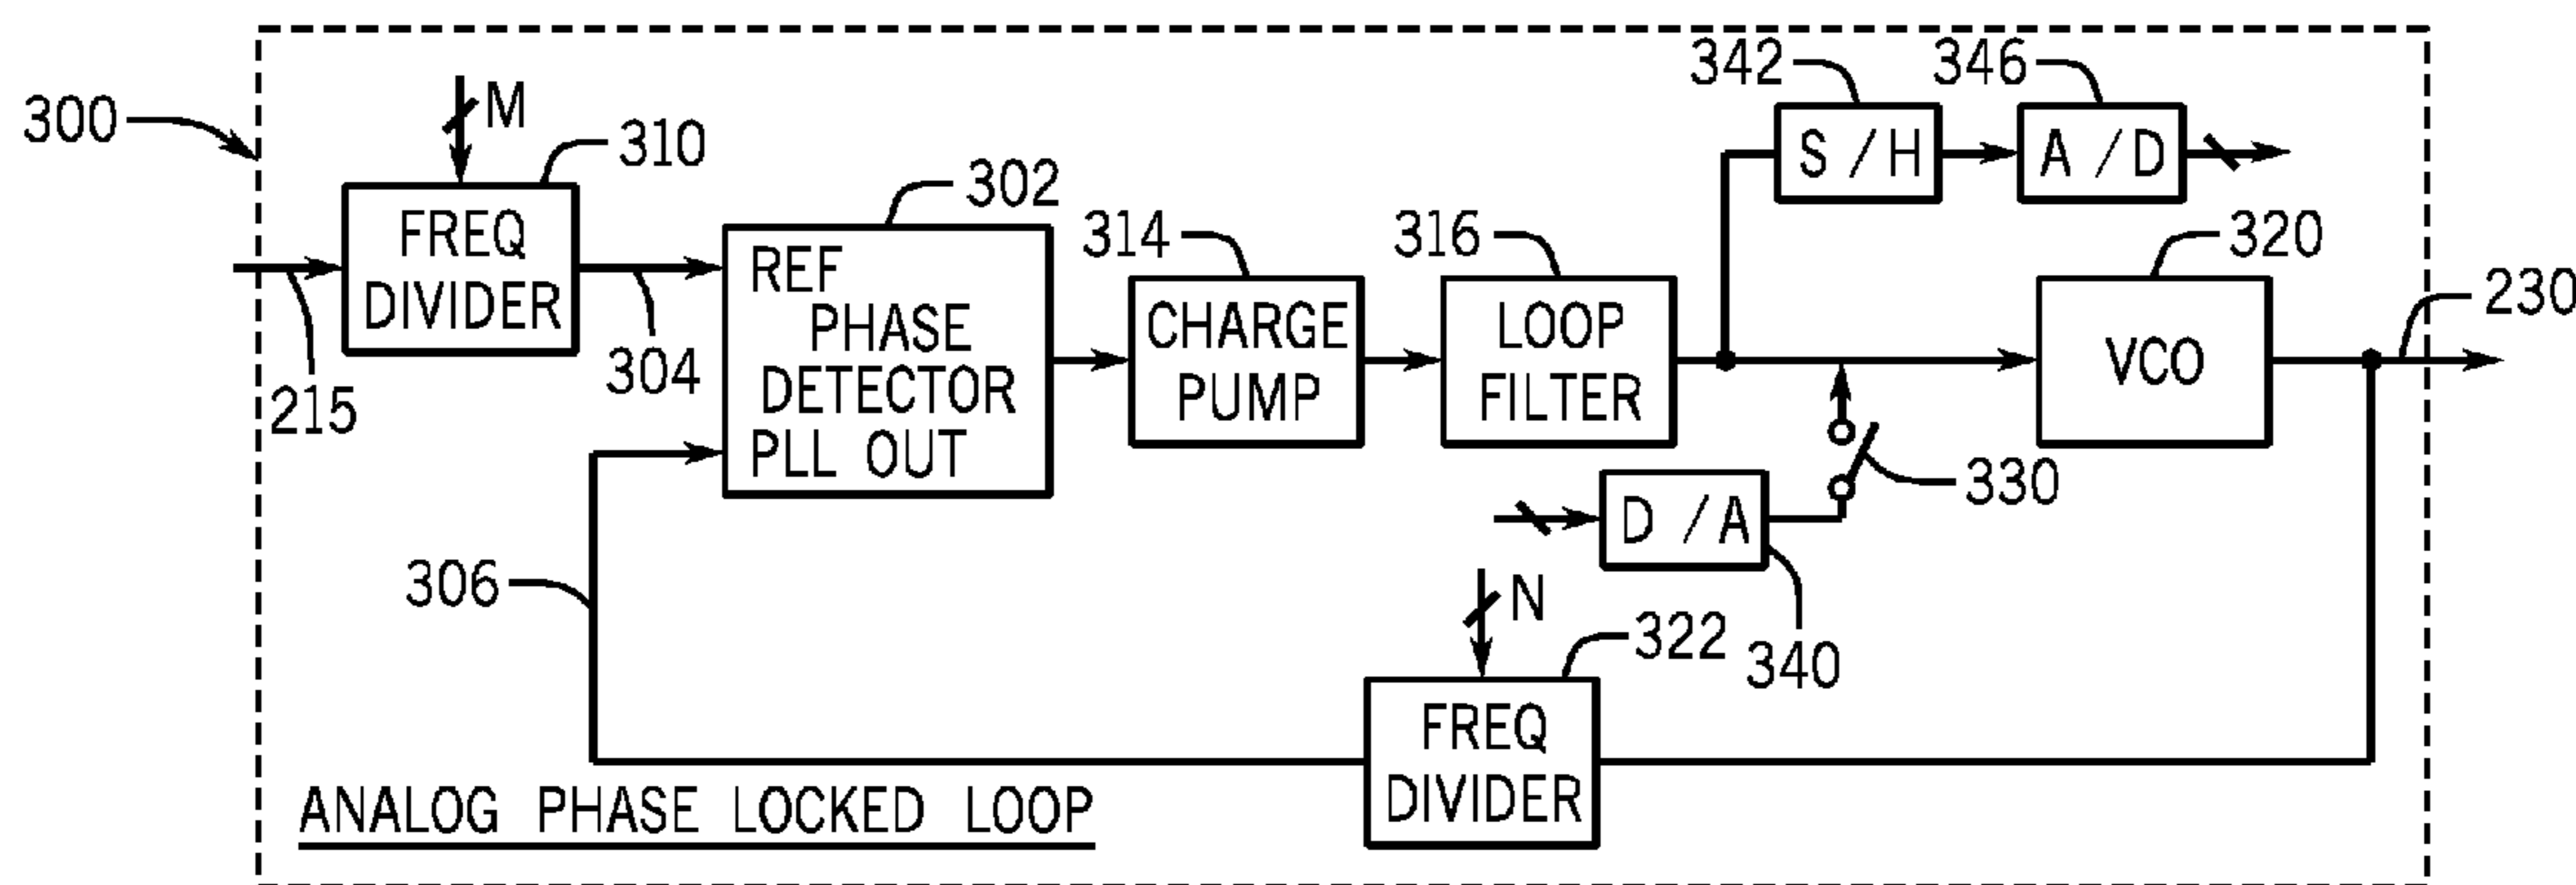 342
346
300
M
310
S / H
A / D
302
FREQ
DIVIDER
314
316
320
REF
PHASE
DETECTOR
PLL OUT
230
CHARGE
PUMP
LOOP
FILTER
VCO
304
215
330
D / A
306
N
322
340
FREQ
DIVIDER
ANALOG PHASE LOCKED LOOP